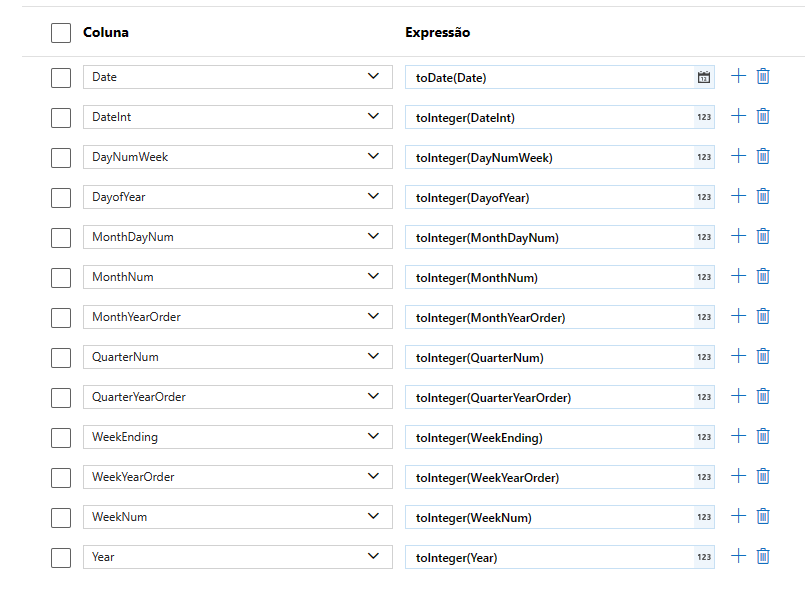 Coluna Expressão
Date toDate(Date) 12
DateInt toInteger(DateInt) 123
DayNumWeek toInteger(DayNumWeek) 123
DayofYear toInteger(DayofYear) 123
MonthDayNum toInteger(MonthDayNum) 123
MonthNum toInteger(MonthNum) 123
MonthYearOrder toInteger(MonthYearOrder) 123
QuarterNum toInteger(QuarterNum) 123
QuarterYearOrder toInteger(QuarterYearOrder) 123
WeekEnding toInteger(WeekEnding) 123
WeekYearOrder toInteger(WeekYearOrder) 123
WeekNum toInteger(WeekNum) 123
Year toInteger(Year) 123